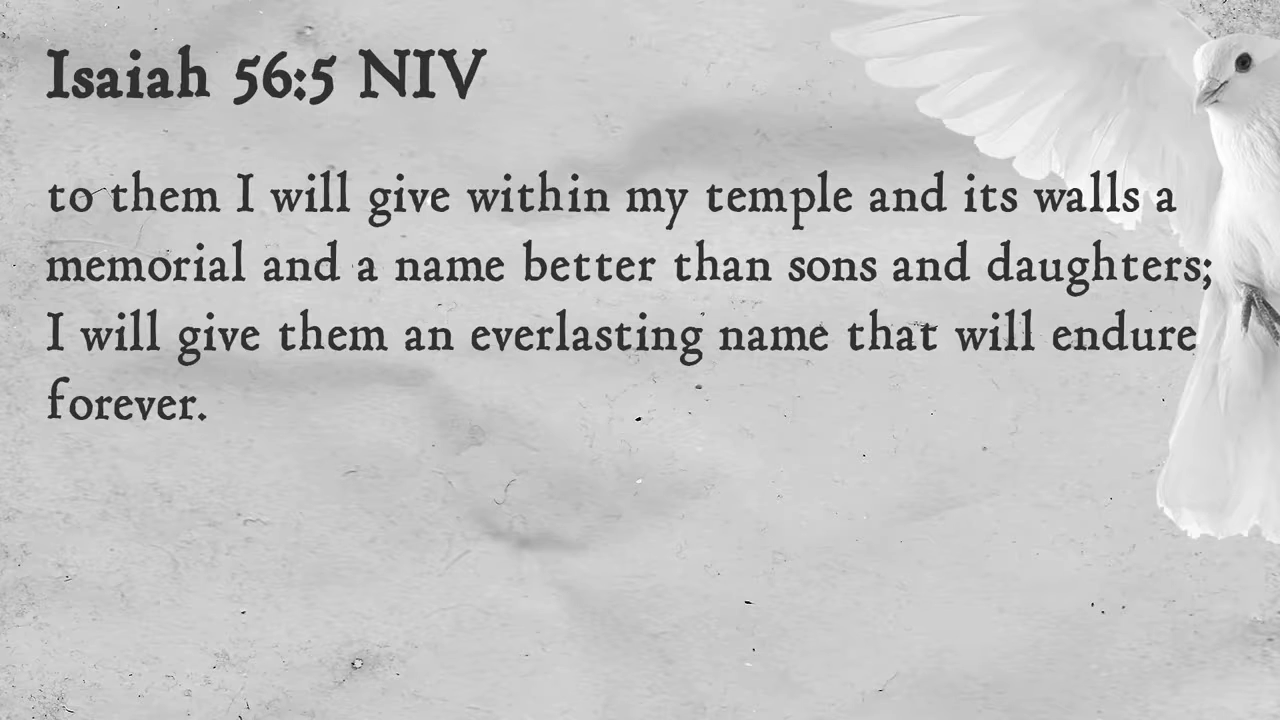 Isaiah 56:5 NIV
to them I will give within my temple and its walls a
memorial and a name better than sons and daughters;
I will give them an everlasting name that will endure
forever.